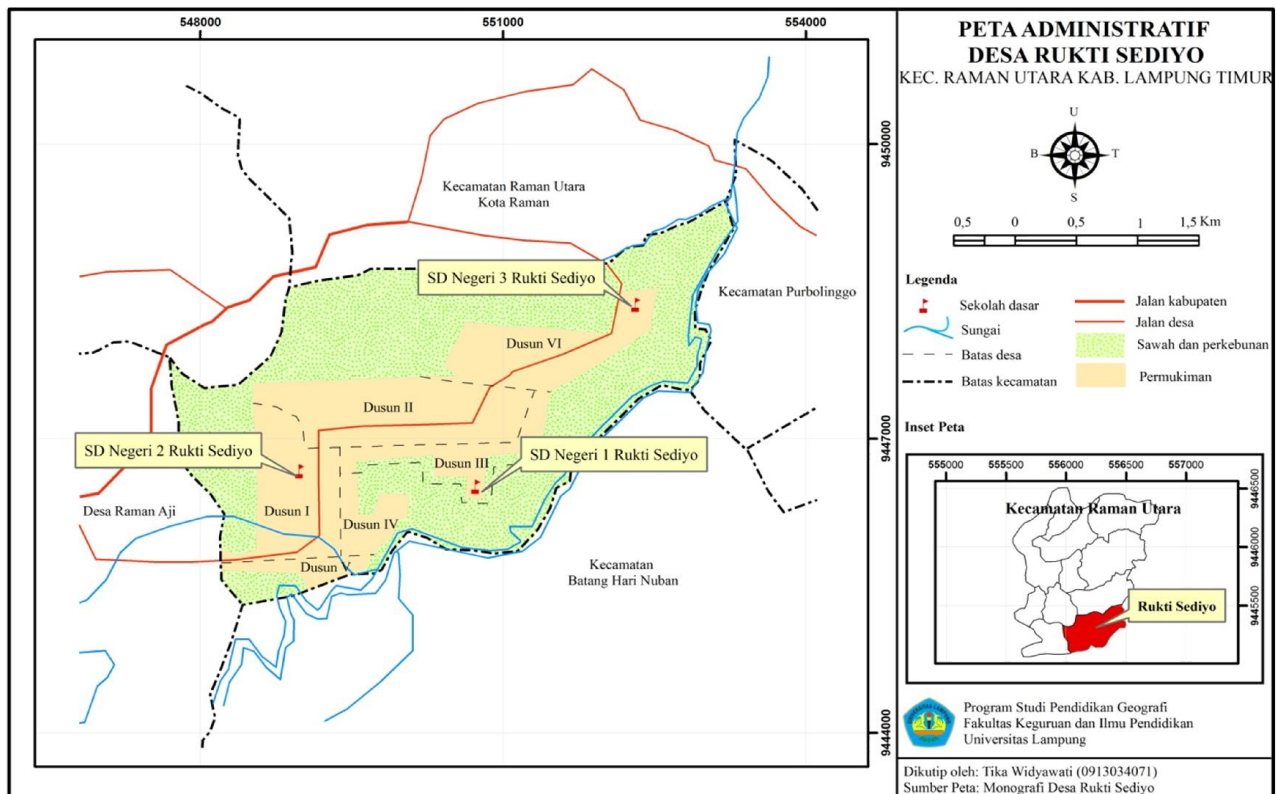 548000
551000
554000
9450000
9447000
9444000
Kecamatan Raman Utara
Kota Raman
SD Negeri 3 Rukti Sediyo
Kecamatan Purbolinggo
Dusun VI
Dusun II
SD Negeri 2 Rukti Sediyo
Dusun III
SD Negeri 1 Rukti Sediyo
Desa Raman Aji
Dusun I
Dusun IV
Dusun V
Kecamatan
Batang Hari Nuban
PETA ADMINISTRATIF
DESA RUKTI SEDIYO
KEC. RAMAN UTARA KAB. LAMPUNG TIMUR
U
B
T
S
0,5 0 0,5 1 1,5 Km
Legenda
Sekolah dasar
Sungai
Batas desa
Batas kecamatan
Jalan kabupaten
Jalan desa
Sawah dan perkebunan
Permukiman
Inset Peta
555000 555500 556000 556500 557000
9446500
9446000
9445500
Kecamatan Raman Utara
Rukti Sediyo
Program Studi Pendidikan Geografi
Fakultas Keguruan dan Ilmu Pendidikan
Universitas Lampung
Dikutip oleh: Tika Widyawati (0913034071)
Sumber Peta: Monografi Desa Rukti Sediyo